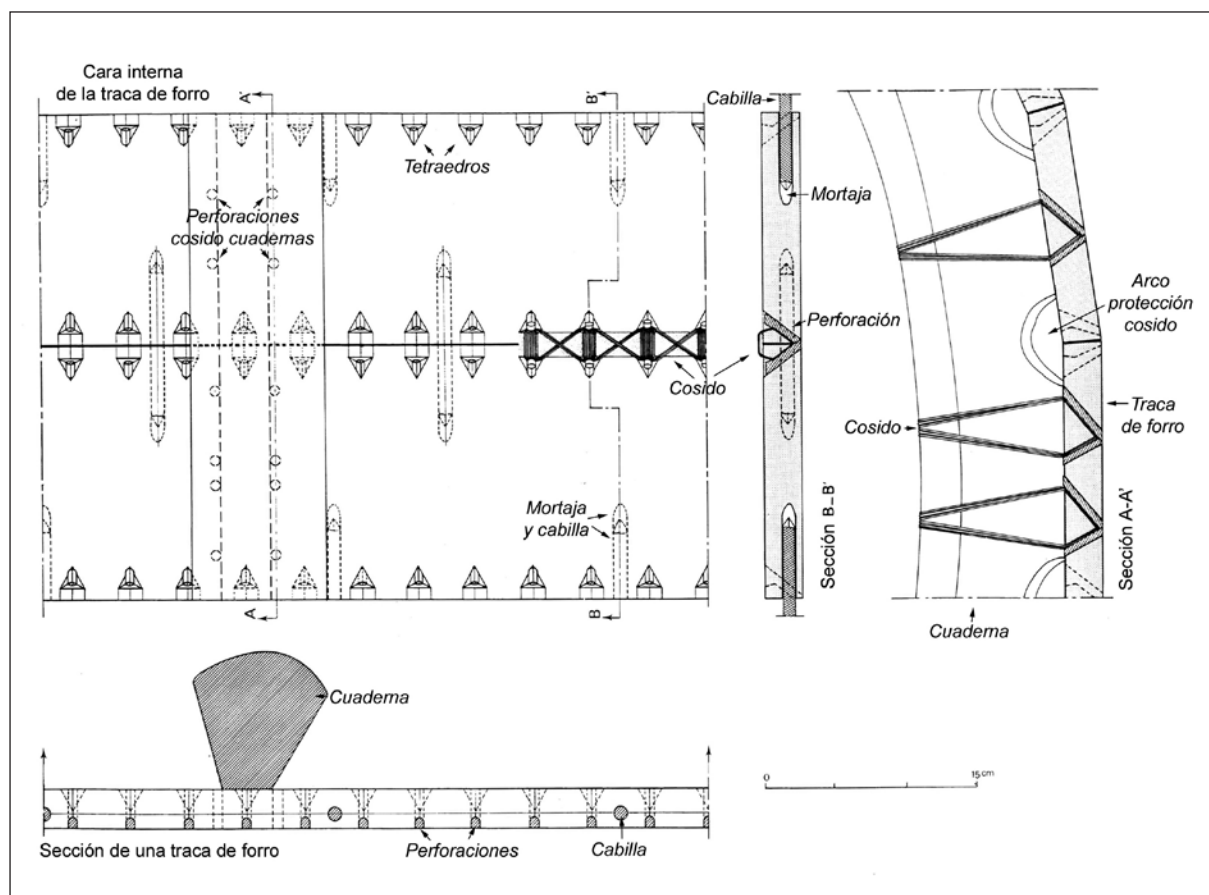 Cara interna
de la traca de forro
A'
B'
Tetraedros
Perforaciones
cosido cuadernas
Cosido
Mortaja
y cabilla
A
B
Cabilla
Mortaja
Perforación
Sección B-B'
Arco
protección
cosido
Cosido
Traca
de forro
Sección A-A'
Cuaderna
Cuaderna
0
15 cm
Sección de una traca de forro
Perforaciones
Cabilla